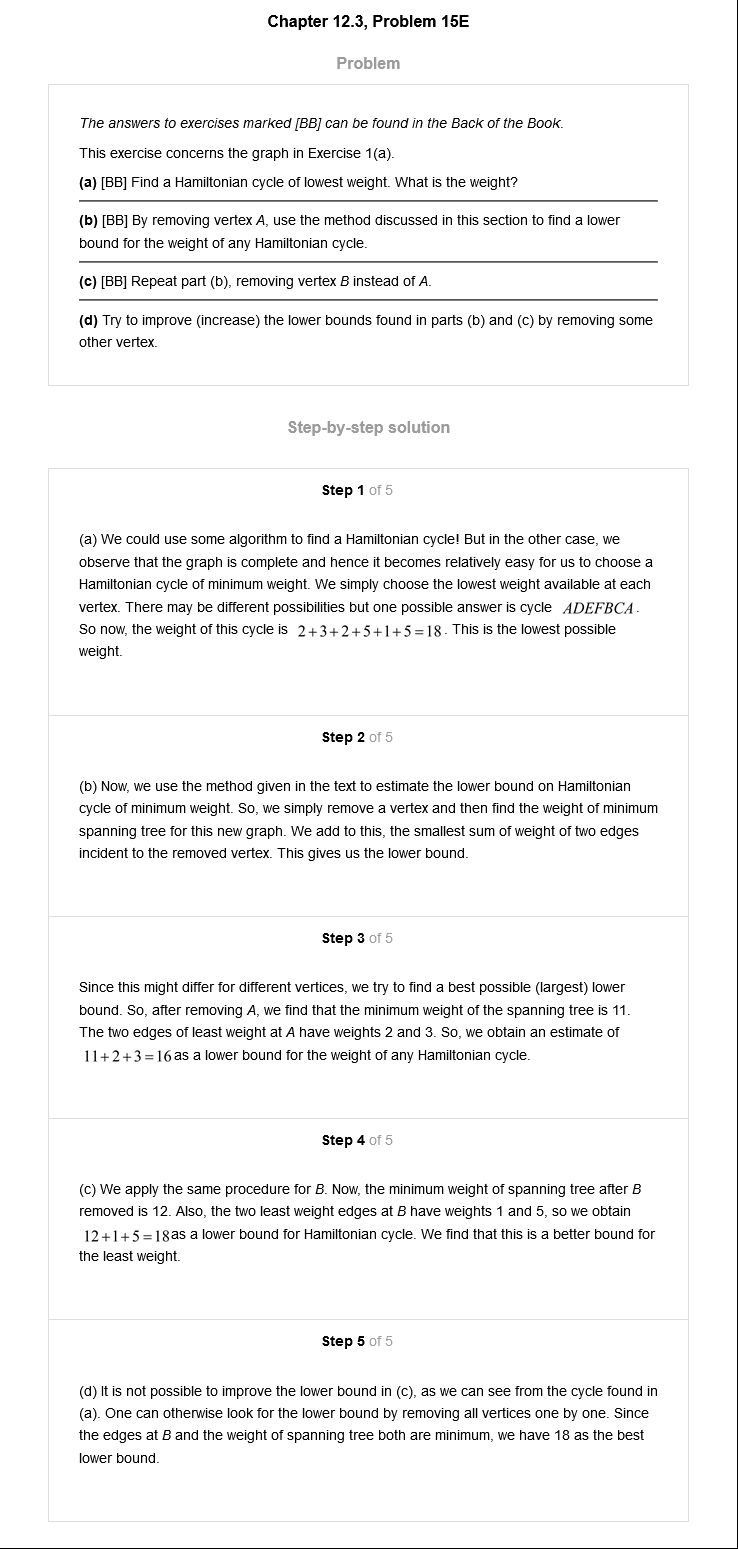 Chapter 12.3, Problem 15E
Problem
The answers to exercises marked [BB] can be found in the Back of the Book.
This exercise concerns the graph in Exercise 1(a).
(a) [BB] Find a Hamiltonian cycle of lowest weight. What is the weight?
(b) [BB] By removing vertex A, use the method discussed in this section to find a lower
bound for the weight of any Hamiltonian cycle.
(c) [BB] Repeat part (b), removing vertex B instead of A.
(d) Try to improve (increase) the lower bounds found in parts (b) and (c) by removing some
other vertex.
Step-by-step solution
Step 1 of 5
(a) We could use some algorithm to find a Hamiltonian cycle! But in the other case, we
observe that the graph is complete and hence it becomes relatively easy for us to choose a
Hamiltonian cycle of minimum weight. We simply choose the lowest weight available at each
vertex. There may be different possibilities but one possible answer is cycle ADEFBCA.
So now, the weight of this cycle is 2+3+2+5+1+5=18. This is the lowest possible
weight.
Step 2 of 5
(b) Now, we use the method given in the text to estimate the lower bound on Hamiltonian
cycle of minimum weight. So, we simply remove a vertex and then find the weight of minimum
spanning tree for this new graph. We add to this, the smallest sum of weight of two edges
incident to the removed vertex. This gives us the lower bound.
Step 3 of 5
Since this might differ for different vertices, we try to find a best possible (largest) lower
bound. So, after removing A, we find that the minimum weight of the spanning tree is 11.
The two edges of least weight at A have weights 2 and 3. So, we obtain an estimate of
11+2+3=16 as a lower bound for the weight of any Hamiltonian cycle.
Step 4 of 5
(c) We apply the same procedure for B. Now, the minimum weight of spanning tree after B
removed is 12. Also, the two least weight edges at B have weights 1 and 5, so we obtain
12+1+5=18as a lower bound for Hamiltonian cycle. We find that this is a better bound for
the least weight.
Step 5 of 5
(d) It is not possible to improve the lower bound in (c), as we can see from the cycle found in
(a). One can otherwise look for the lower bound by removing all vertices one by one. Since
the edges at B and the weight of spanning tree both are minimum, we have 18 as the best
lower bound.